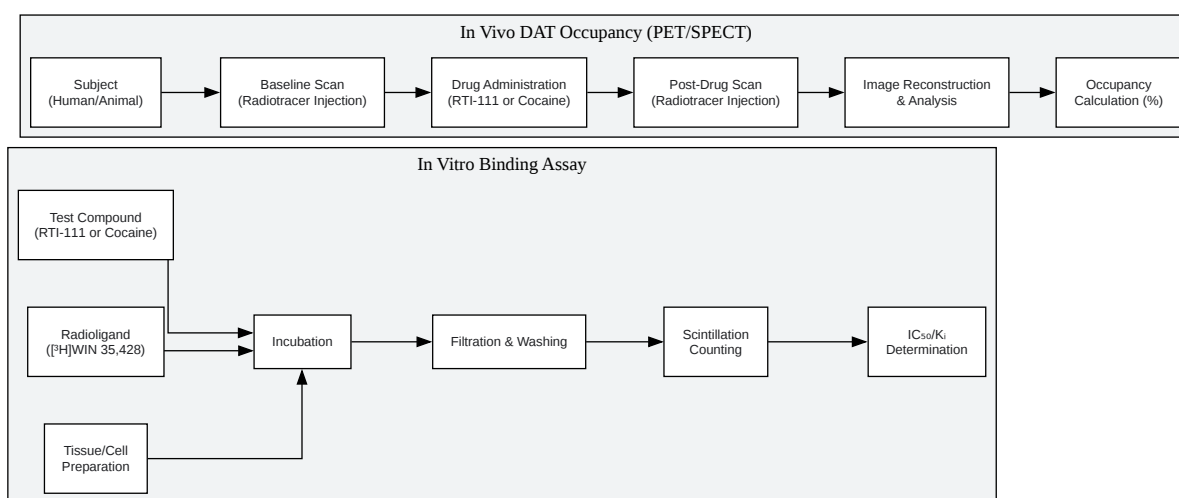 In Vivo DAT Occupancy (PET/SPECT)
Subject
(Human/Animal)
Baseline Scan
(Radiotracer Injection)
Drug Administration
(RTI-111 or Cocaine)
Post-Drug Scan
(Radiotracer Injection)
Image Reconstruction
& Analysis
Occupancy
Calculation (%)
In Vitro Binding Assay
Test Compound
(RTI-111 or Cocaine)
Radioligand
([³H]WIN 35,428)
Tissue/Cell
Preparation
Incubation
Filtration & Washing
Scintillation
Counting
IC₅₀/Kᵢ
Determination